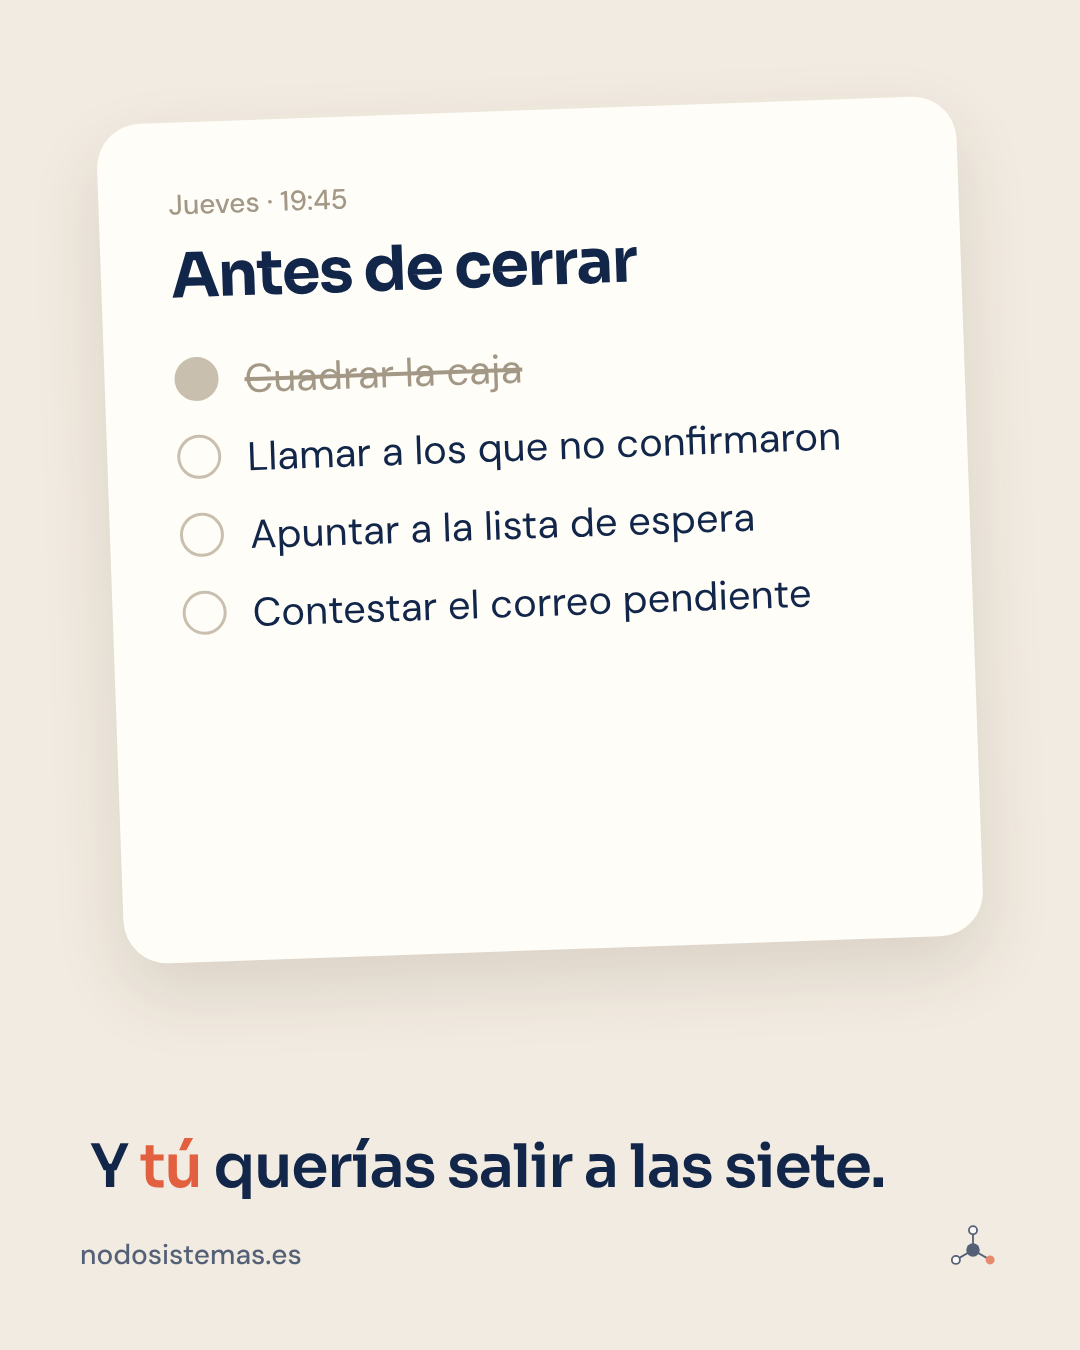 Jueves · 19:45
Antes de cerrar
Cuadrar la caja
Llamar a los que no confirmaron
Apuntar a la lista de espera
Contestar el correo pendiente
Y tú querías salir a las siete.
nodosistemas.es